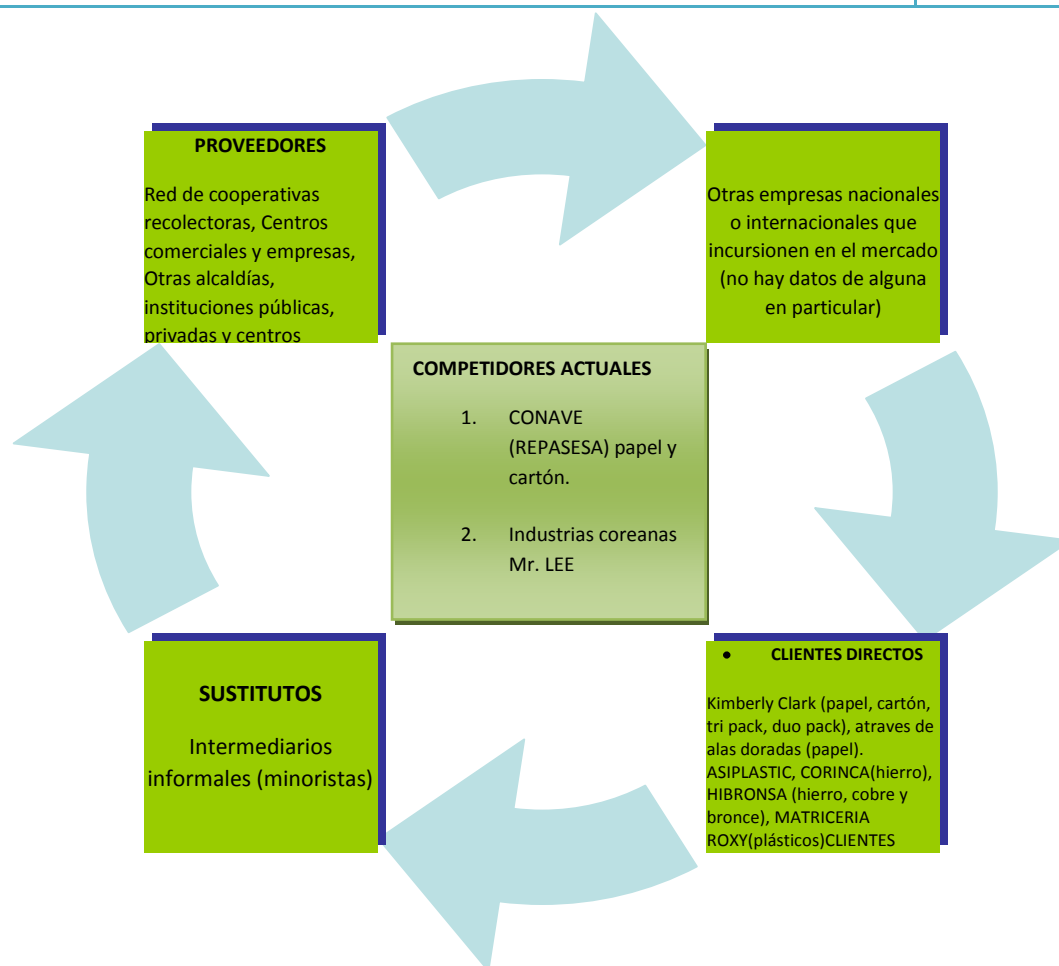 PROVEEDORES
Red de cooperativas
recolectoras, Centros
comerciales y empresas,
Otras alcaldías,
instituciones públicas,
privadas y centros
Otras empresas nacionales
o internacionales que
incursionen en el mercado
(no hay datos de alguna
en particular)
COMPETIDORES ACTUALES
1. CONAVE
(REPASESA) papel y
cartón.
2. Industrias coreanas
Mr. LEE
SUSTITUTOS
Intermediarios
informales (minoristas)
• CLIENTES DIRECTOS
Kimberly Clark (papel, cartón,
tri pack, duo pack), atraves de
alas doradas (papel).
ASIPLASTIC, CORINCA(hierro),
HIBRONSA (hierro, cobre y
bronce), MATRICERIA
ROXY(plásticos)CLIENTES